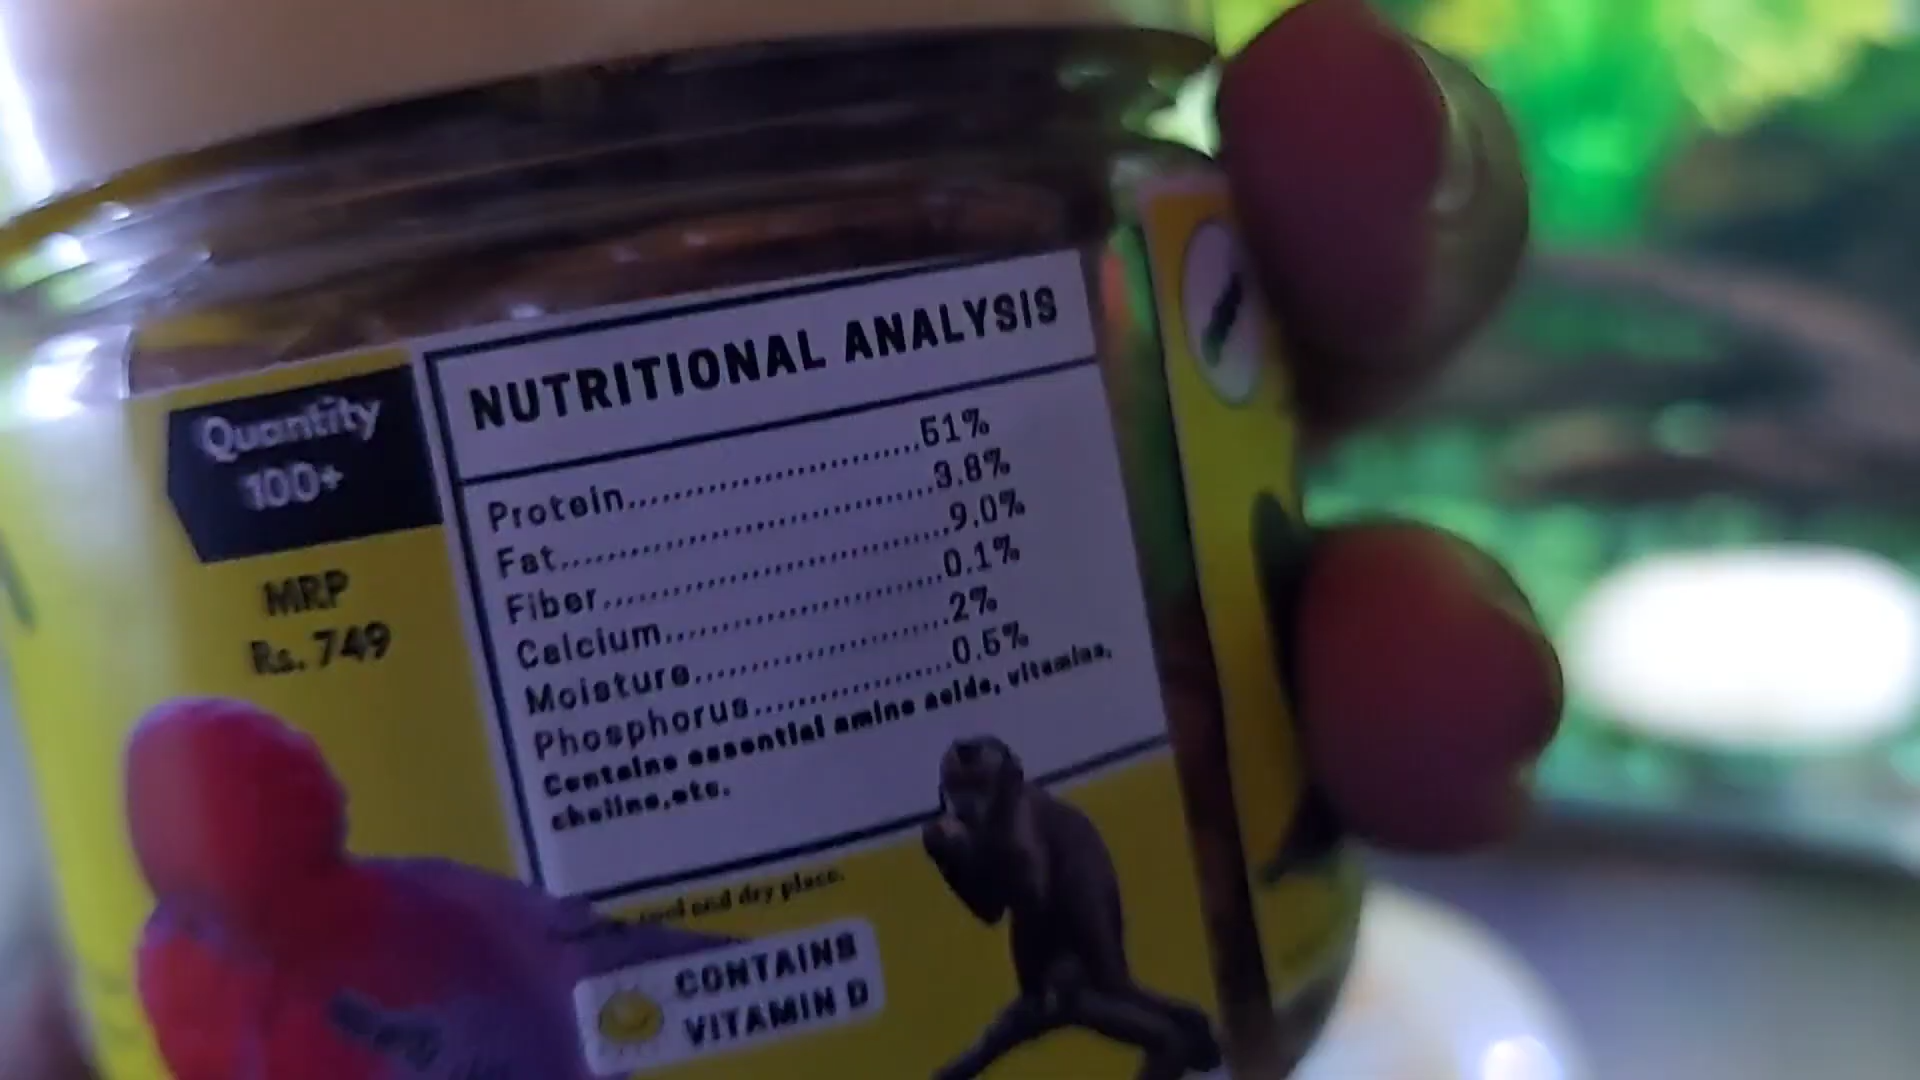 Quantity
100+
MRP
Rs. 749
NUTRITIONAL ANALYSIS
Protein....................51%
Fat..........................3.8%
Fiber........................9.0%
Calcium...................0.1%
Moisture..................2%
Phosphorus..............0.5%
Contains essential amino acids, vitamins,
choline,etc.
cool and dry place.
CONTAINS
VITAMIN D